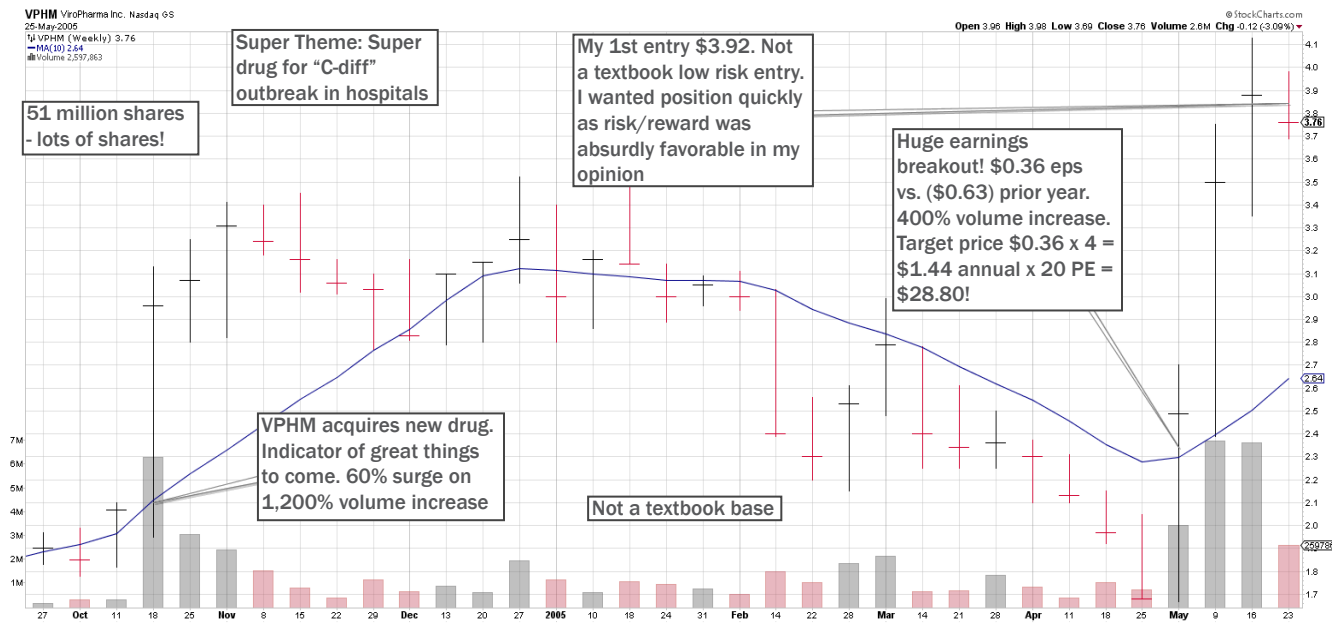 VPHM ViroPharma Inc. Nasdaq GS
© StockCharts.com
25-May-2005
Open 3.96 High 3.98 Low 3.69 Close 3.76 Volume 2.6M Chg -0.12 (-3.09%)
VPHM (Weekly) 3.76
MA(10) 2.64
Volume 2,597,863
Super Theme: Super
drug for “C-diff”
outbreak in hospitals
51 million shares
- lots of shares!
My 1st entry $3.92. Not
a textbook low risk entry.
I wanted position quickly
as risk/reward was
absurdly favorable in my
opinion
Huge earnings
breakout! $0.36 eps
vs. ($0.63) prior year.
400% volume increase.
Target price $0.36 x 4 =
$1.44 annual x 20 PE =
$28.80!
VPHM acquires new drug.
Indicator of great things
to come. 60% surge on
1,200% volume increase
Not a textbook base
4.1
4.0
3.9
3.8
3.76
3.7
3.6
3.5
3.4
3.3
3.2
3.1
3.0
2.9
2.8
2.7
2.64
2.6
2.5
2.4
2.3
2.2
2.1
2.0
1.8
1.7
7M
6M
5M
4M
3M
2M
1M
27 Oct 11 18 25 Nov 8 15 22 29 Dec 13 20 27 2005 10 18 24 31 Feb 14 22 28 Mar 14 21 28 Apr 11 18 25 May 9 16 23